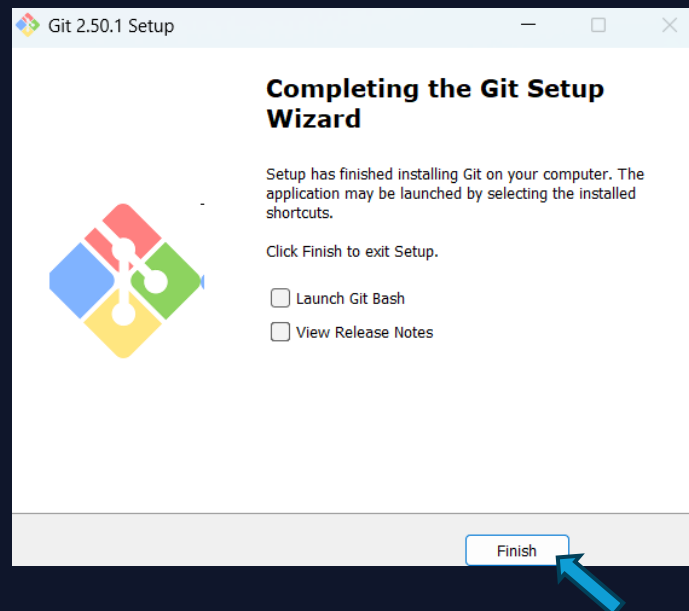 Git 2.50.1 Setup
Completing the Git Setup
Wizard
Setup has finished installing Git on your computer. The
application may be launched by selecting the installed
shortcuts.
Click Finish to exit Setup.
Launch Git Bash
View Release Notes
Finish